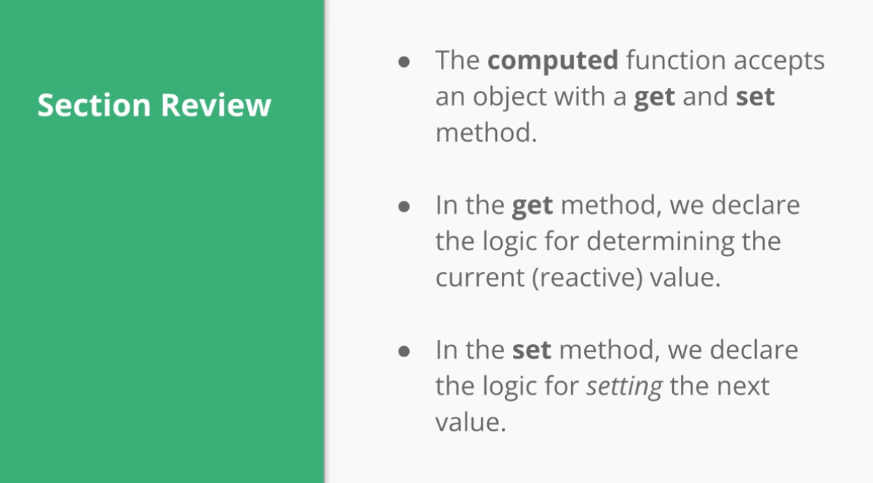 Section Review
● The computed function accepts
an object with a get and set
method.
● In the get method, we declare
the logic for determining the
current (reactive) value.
● In the set method, we declare
the logic for setting the next
value.